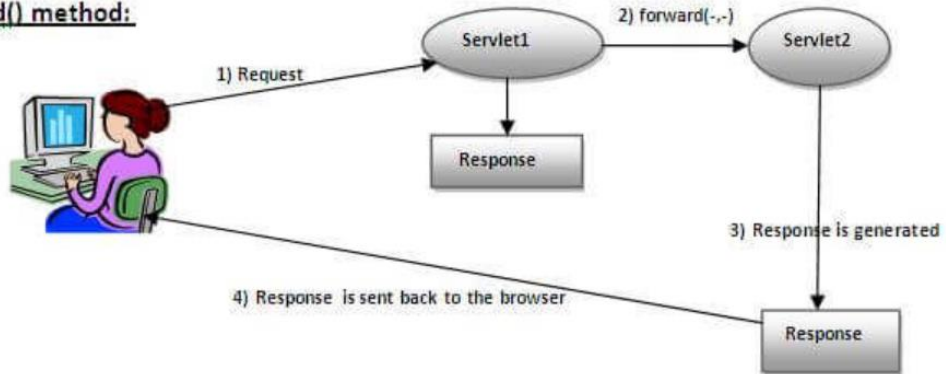 d() method:
2) forward(-,-)
Servlet1
Servlet2
1) Request
Response
3) Response is generated
4) Response is sent back to the browser
Response